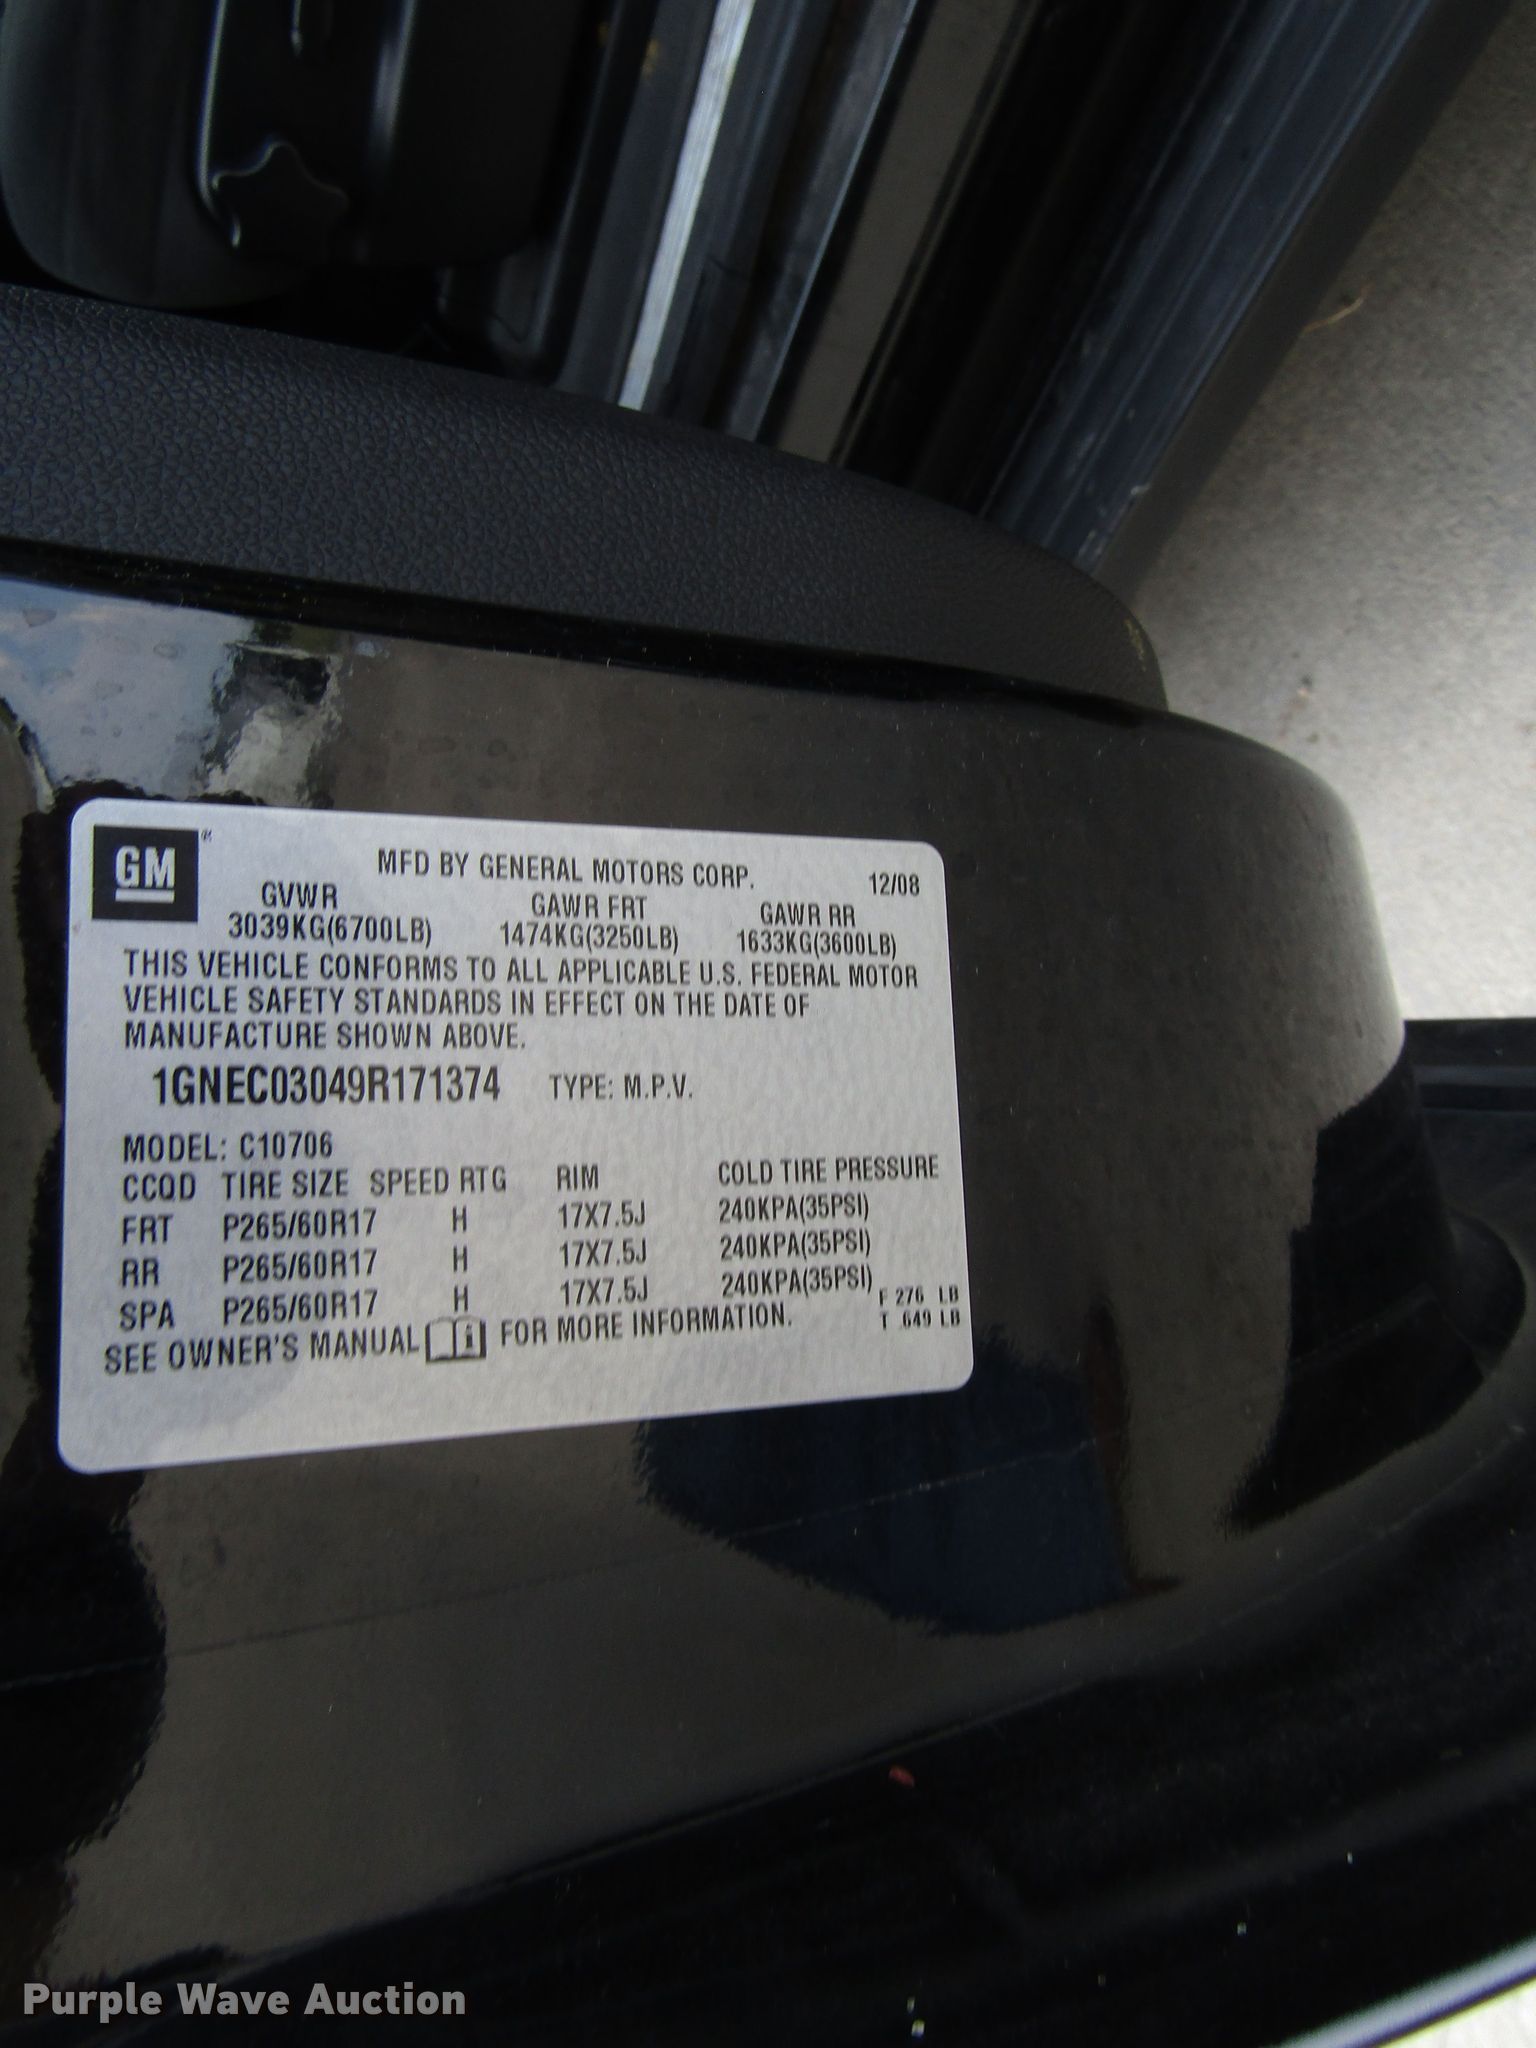 GM®
MFD BY GENERAL MOTORS CORP. 12/08
GVWR GAWR FRT GAWR RR
3039KG(6700LB) 1474KG(3250LB) 1633KG(3600LB)
THIS VEHICLE CONFORMS TO ALL APPLICABLE U.S. FEDERAL MOTOR
VEHICLE SAFETY STANDARDS IN EFFECT ON THE DATE OF
MANUFACTURE SHOWN ABOVE.
1GNEC03049R171374 TYPE: M.P.V.
MODEL: C10706
CCQD TIRE SIZE SPEED RTG RIM COLD TIRE PRESSURE
FRT P265/60R17 H 17X7.5J 240KPA(35PSI)
RR P265/60R17 H 17X7.5J 240KPA(35PSI)
SPA P265/60R17 H 17X7.5J 240KPA(35PSI)
F 276 LB
T .649 LB
SEE OWNER'S MANUAL i FOR MORE INFORMATION.
Purple Wave Auction